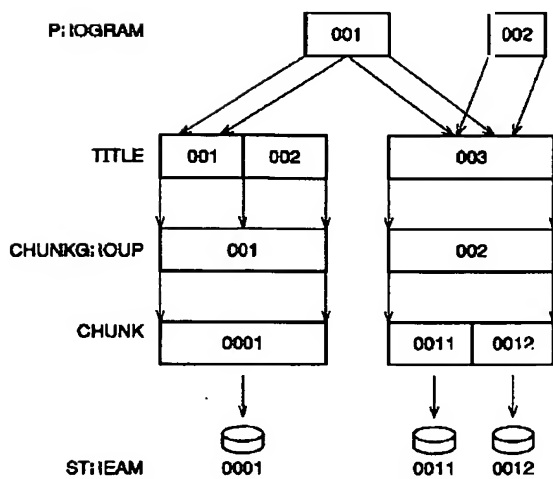 PROGRAM 001 002
TITLE 001 002 003
CHUNKGROUP 001 002
CHUNK 0001 0011 0012
STREAM 0001 0011 0012